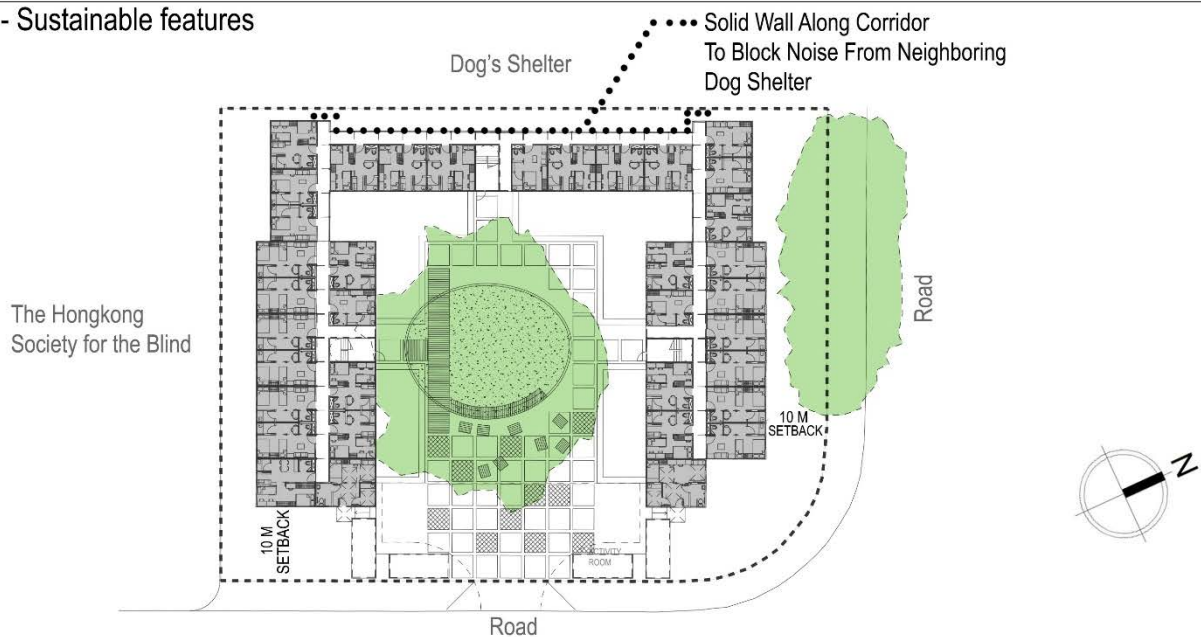 - Sustainable features
Solid Wall Along Corridor
To Block Noise From Neighboring
Dog Shelter
Dog's Shelter
The Hongkong
Society for the Blind
Road
10 M
SETBACK
N
10 M
SETBACK
ACTIVITY
ROOM
Road